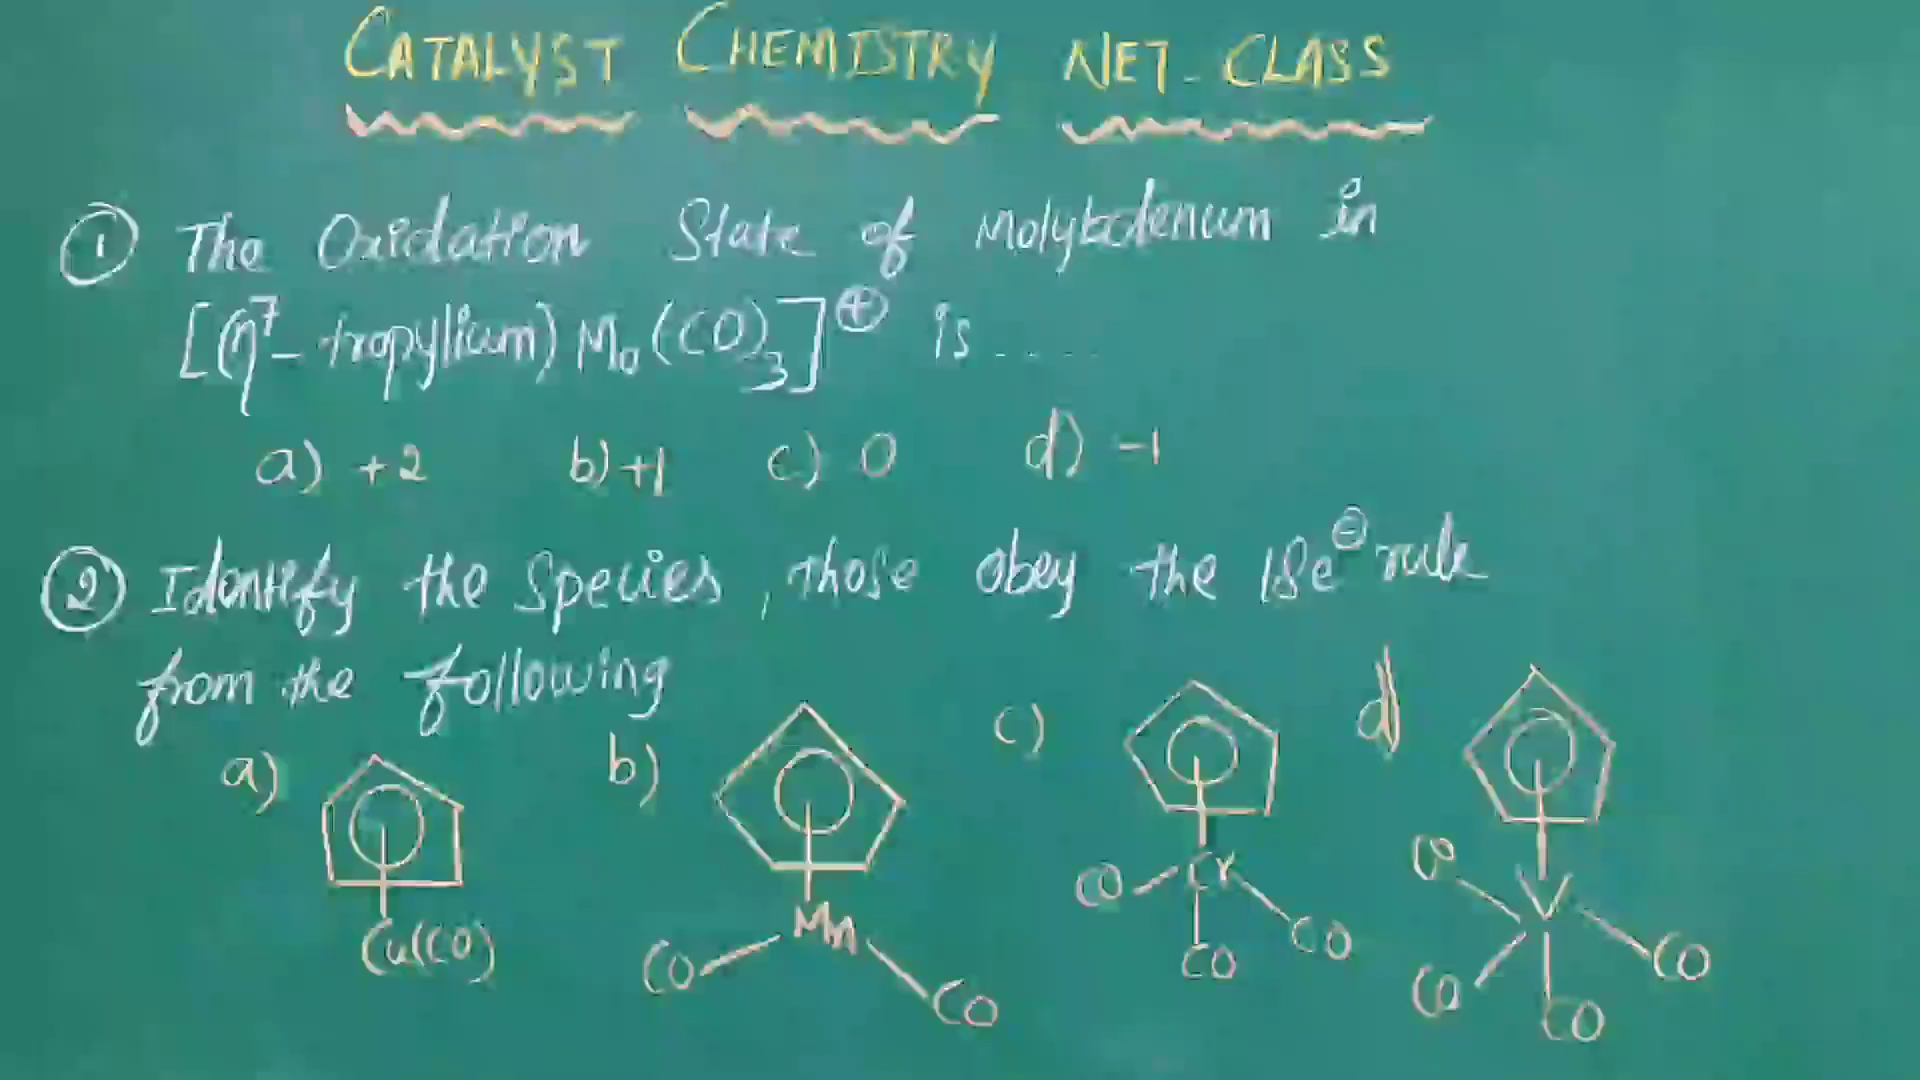 CATALYST CHEMISTRY NET-CLASS
① The Oxidation State of Molybdenum in
[(η⁷-tropylium) Mo(CO)₃]⊕ is .....
a) +2 b) +1 c) 0 d) -1
② Identify the Species, those obey the 18e⊖ rule
from the following
a) b) c) d)
Cu(CO)
Mn
CO CO
Cr
CO CO CO
V
CO CO CO CO